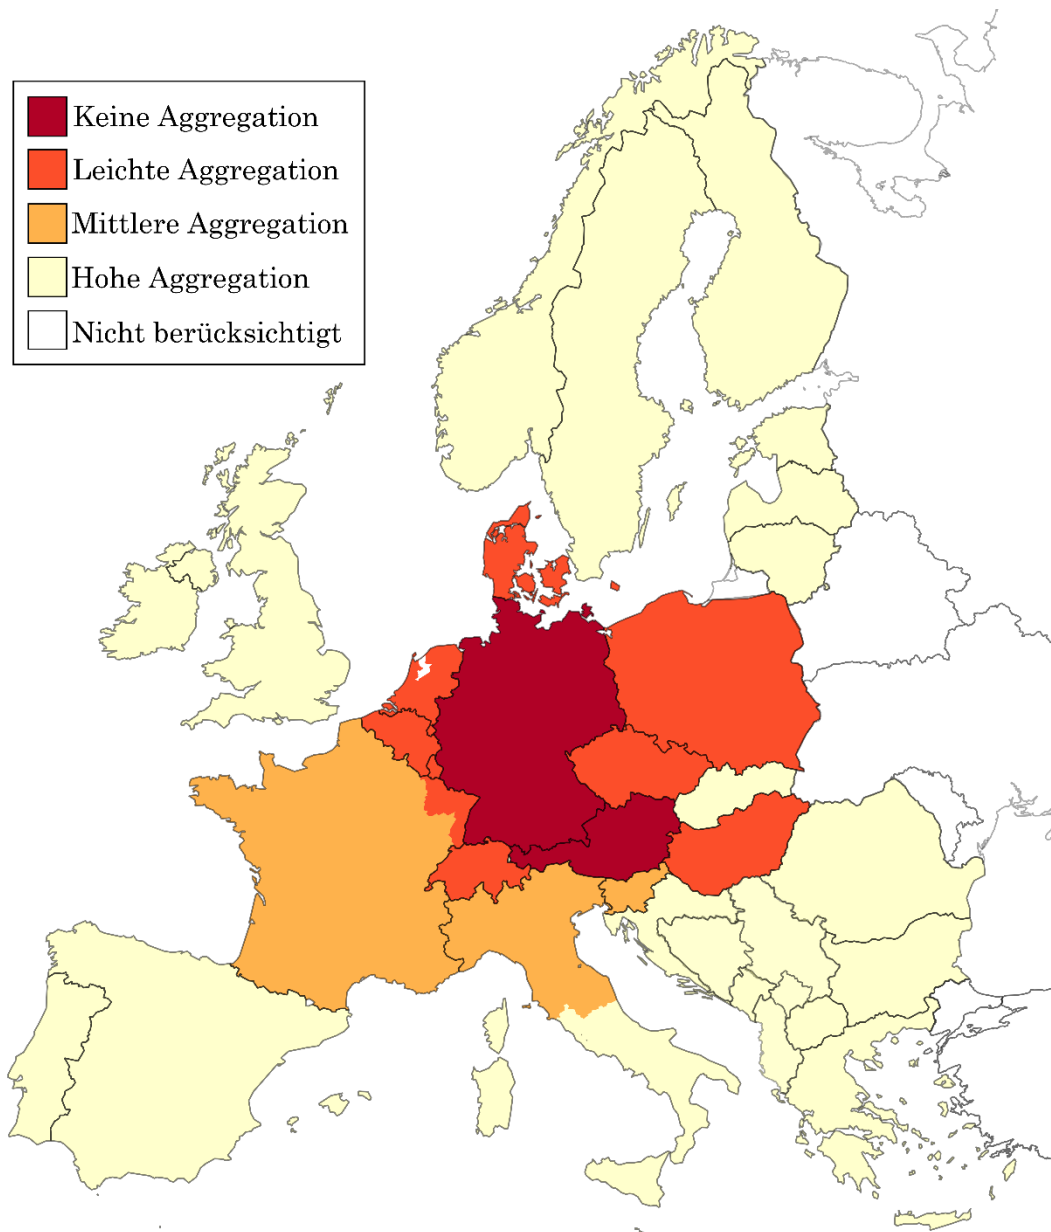 Keine Aggregation
Leichte Aggregation
Mittlere Aggregation
Hohe Aggregation
Nicht berücksichtigt